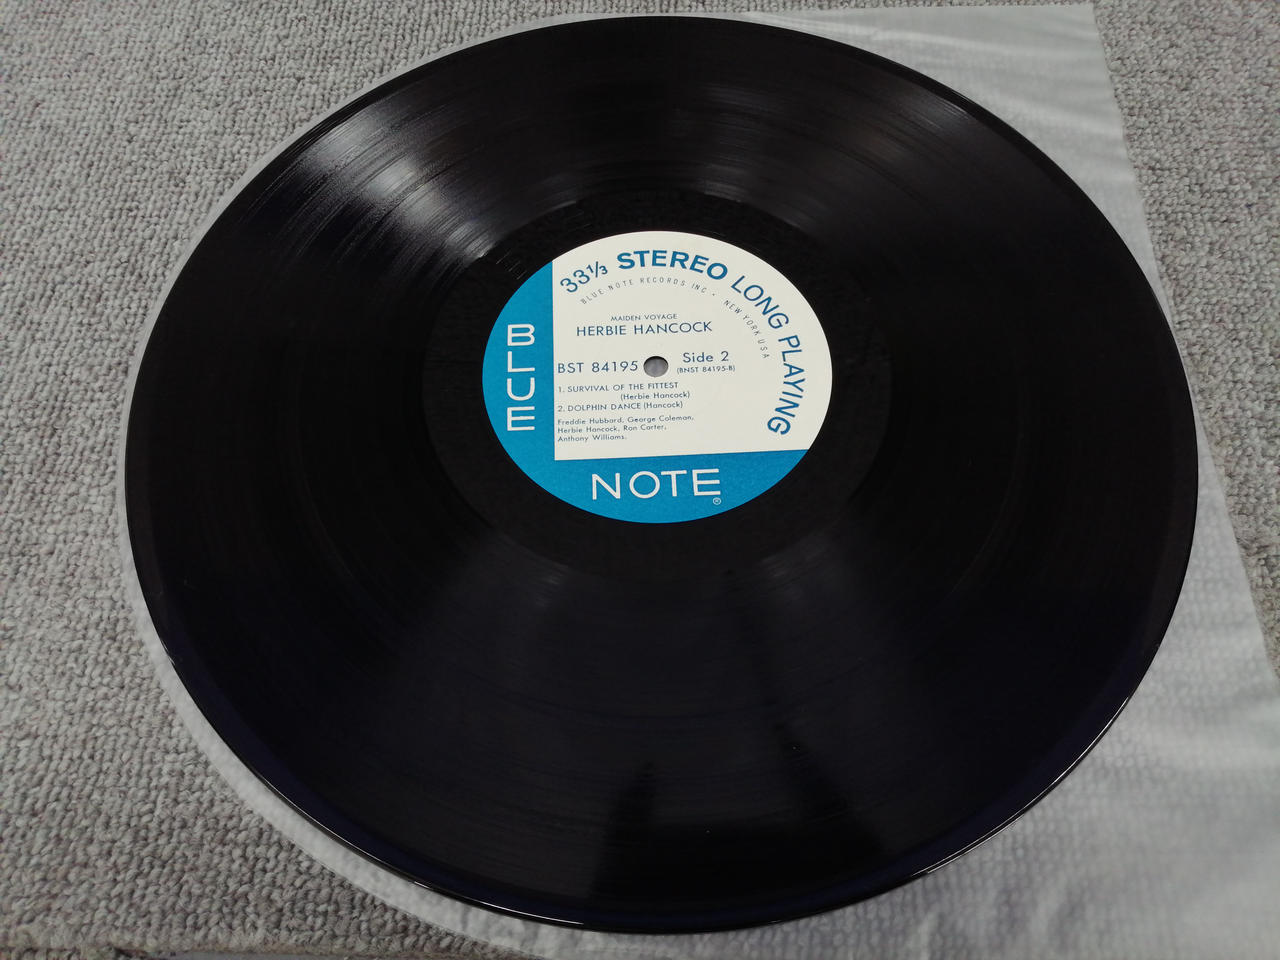 33⅓ STEREO LONG PLAYING
BLUE NOTE RECORDS INC • NEW YORK USA
MAIDEN VOYAGE
HERBIE HANCOCK
BST 84195 Side 2
(BNST 84195-B)
1. SURVIVAL OF THE FITTEST
(Herbie Hancock)
2. DOLPHIN DANCE (Hancock)
Freddie Hubbard, George Coleman,
Herbie Hancock, Ron Carter,
Anthony Williams.
BLUE
NOTE®